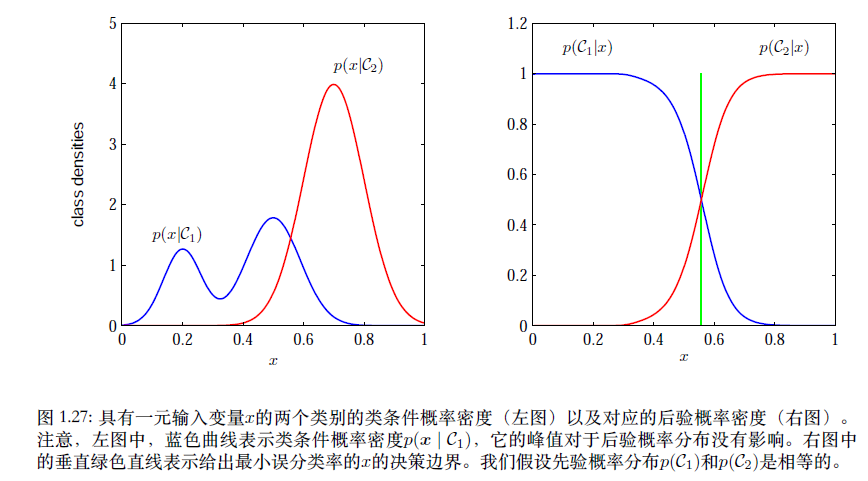 5
4
3
2
1
0
class densities
p(x|C₂)
p(x|C₁)
0
0.2
0.4
0.6
0.8
1
x
1.2
1
0.8
0.6
0.4
0.2
0
p(C₁|x)
p(C₂|x)
0
0.2
0.4
0.6
0.8
1
x
图 1.27: 具有一元输入变量x的两个类别的类条件概率密度（左图）以及对应的后验概率密度（右图）。
注意，左图中，蓝色曲线表示类条件概率密度p(x | C₁)，它的峰值对于后验概率分布没有影响。右图中
的垂直绿色直线表示给出最小误分类率的x的决策边界。我们假设先验概率分布p(C₁)和p(C₂)是相等的。